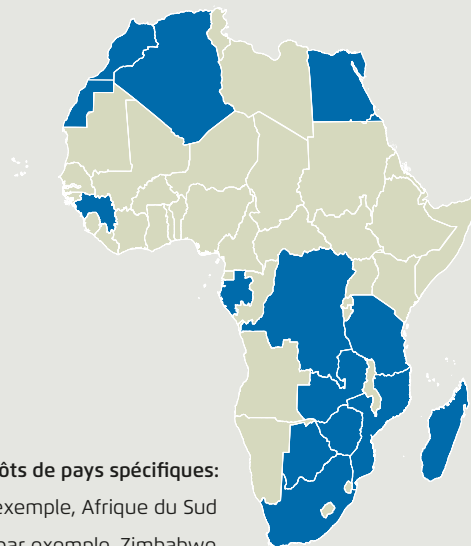 ôts de pays spécifiques:
exemple, Afrique du Sud
par exemple, Zimbabwe